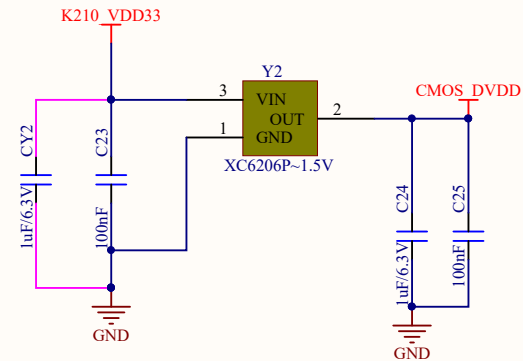 K210_VDD33
Y2
CMOS_DVDD
3
VIN
OUT
2
1
GND
XC6206P~1.5V
CY2
1uF/6.3V
C23
100nF
C24
1uF/6.3V
C25
100nF
GND
GND